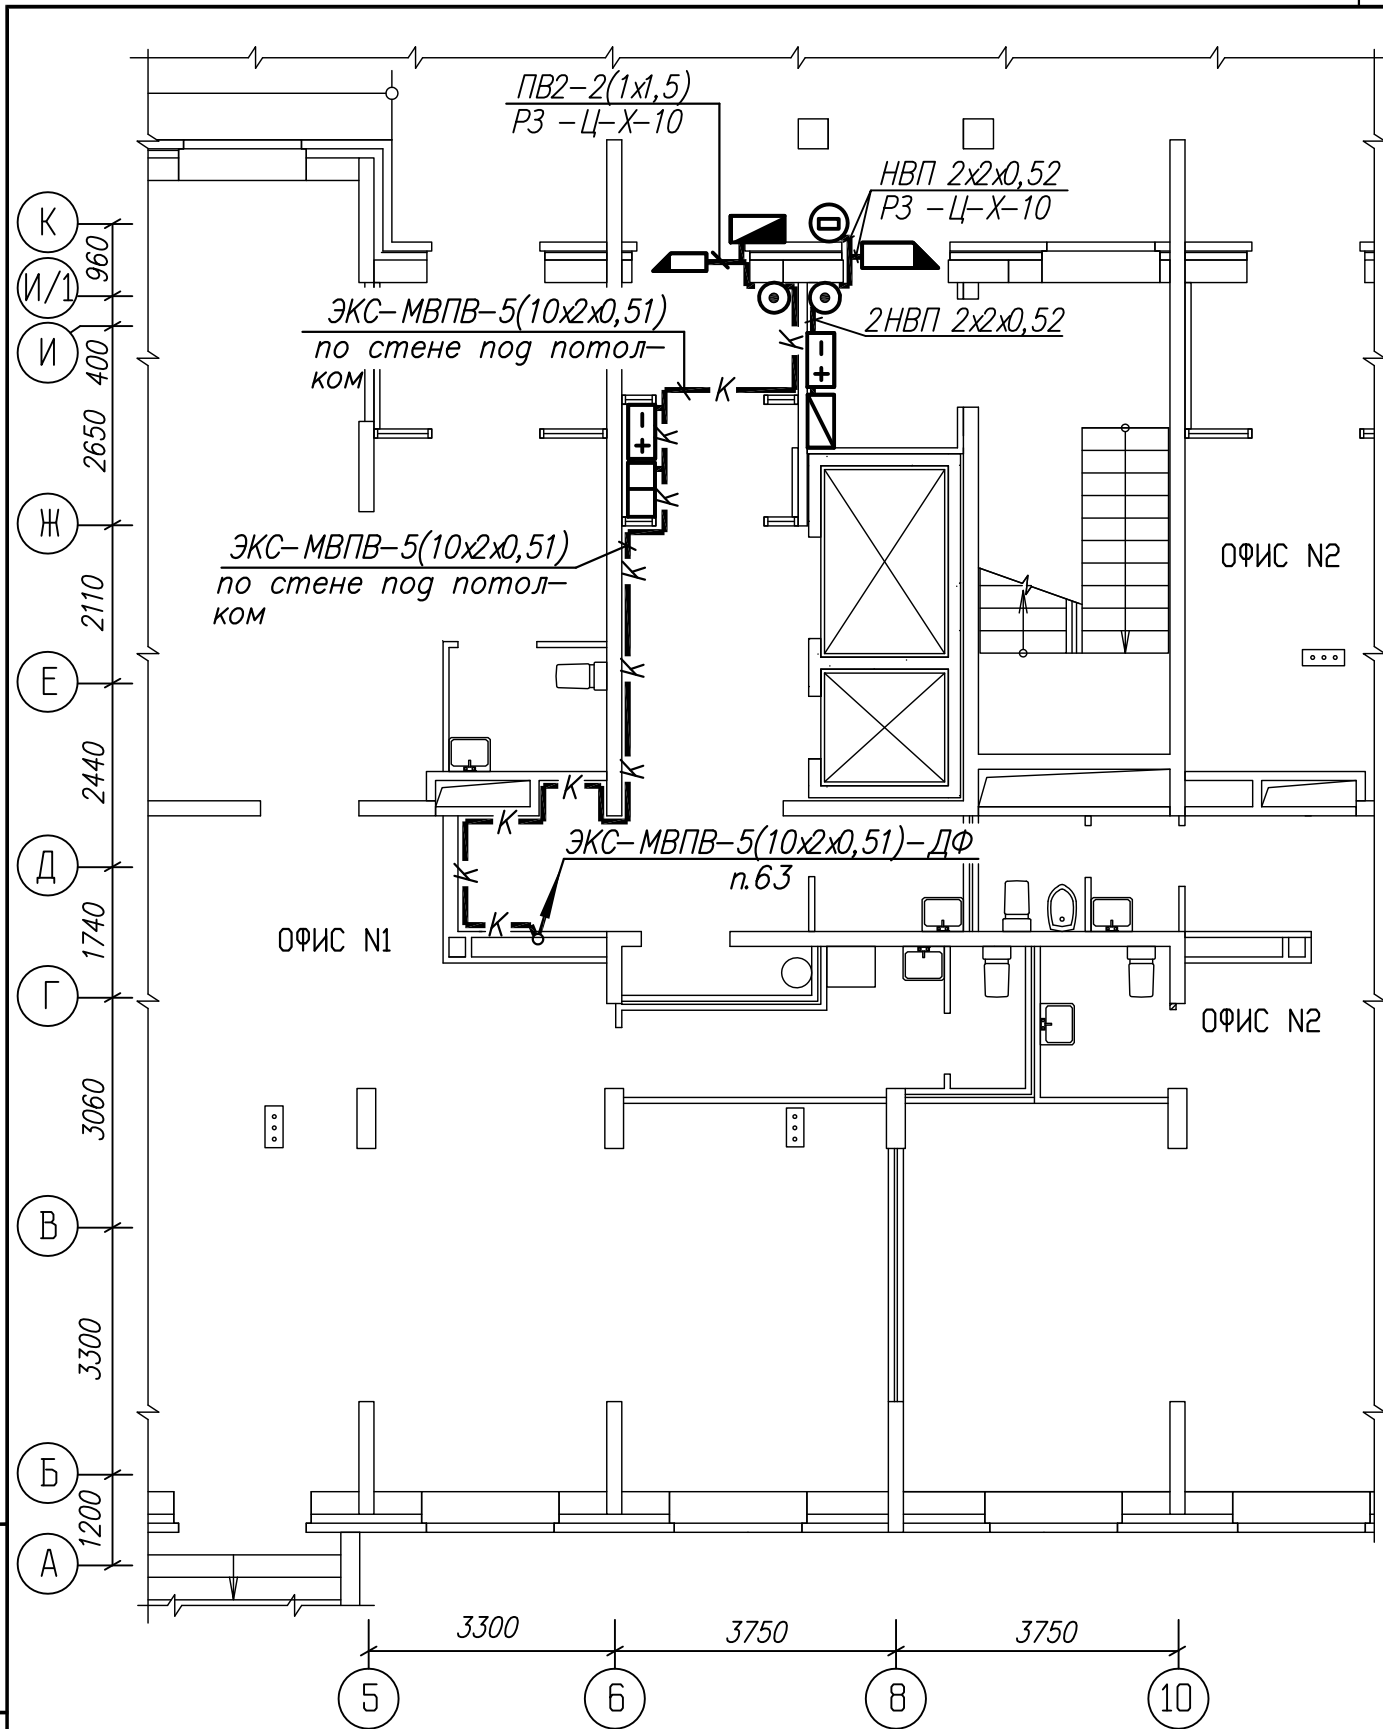 ПВ2-2(1х1,5)
РЗ -Ц-Х-10
НВП 2х2х0,52
РЗ -Ц-Х-10
К
960
И/1
ЭКС-МВПВ-5(10х2х0,51)
по стене под потол-
ком
2НВП 2х2х0,52
И
400
К
К
- +
- +
2650
К
К
Ж
ЭКС-МВПВ-5(10х2х0,51)
по стене под потол-
ком
ОФИС N2
К
2110
Е
К
2440
К
К
К
ЭКС-МВПВ-5(10х2х0,51)-ДФ
п.63
Д
К
1740
К
ОФИС N1
Г
ОФИС N2
3060
В
3300
Б
1200
А
3300
3750
3750
5
6
8
10